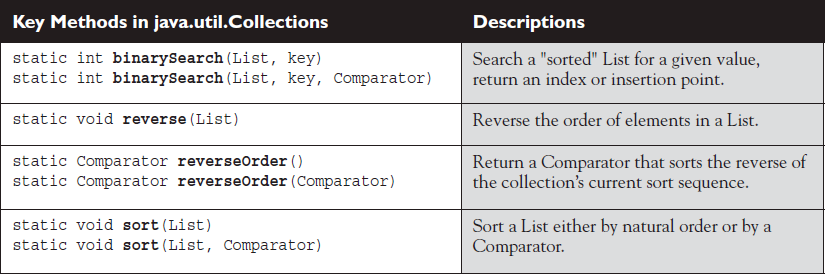 Key Methods in java.util.Collections
Descriptions
static int binarySearch(List, key)
static int binarySearch(List, key, Comparator)
Search a "sorted" List for a given value,
return an index or insertion point.
static void reverse(List)
Reverse the order of elements in a List.
static Comparator reverseOrder()
static Comparator reverseOrder(Comparator)
Return a Comparator that sorts the reverse of
the collection's current sort sequence.
static void sort(List)
static void sort(List, Comparator)
Sort a List either by natural order or by a
Comparator.